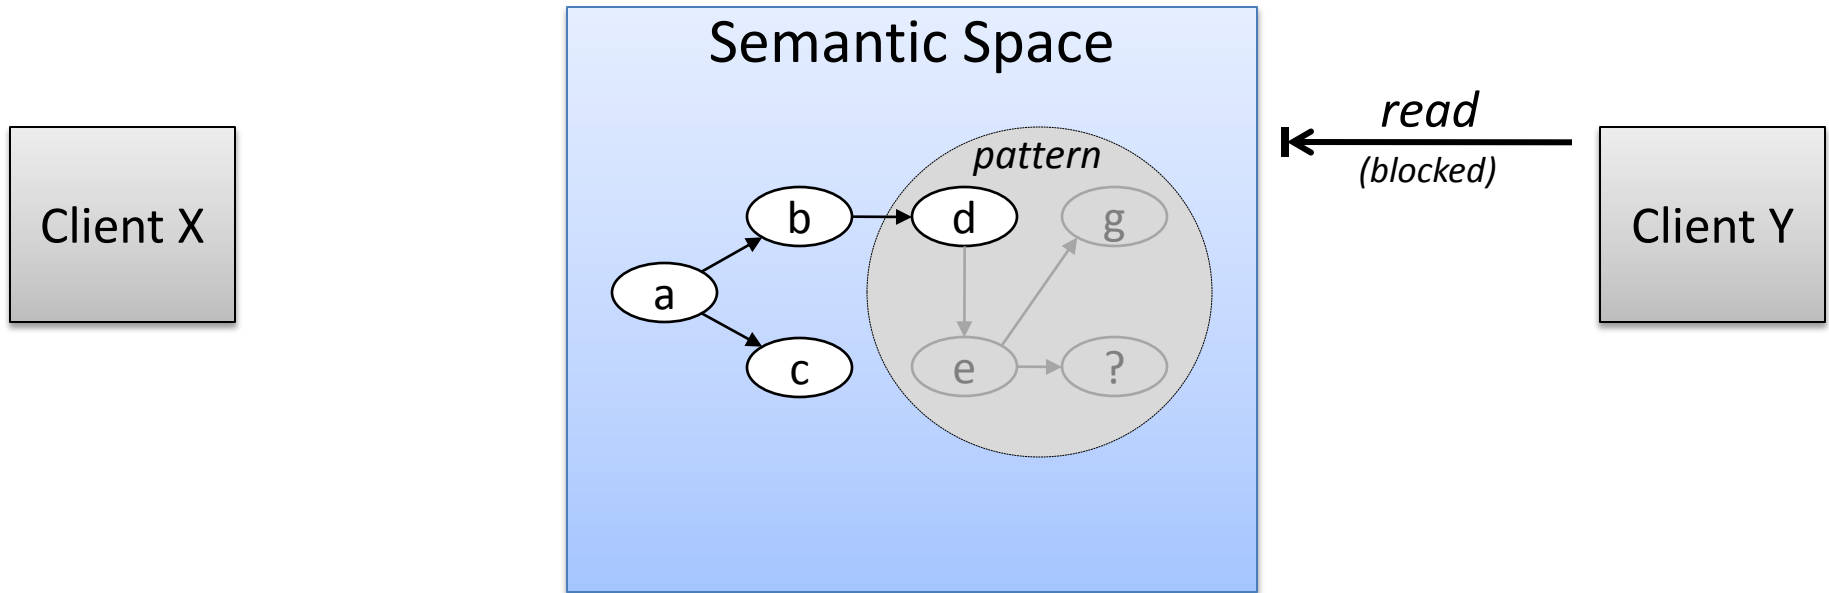 Semantic Space
Client X
pattern
b
d
g
a
c
e
?
read
(blocked)
Client Y